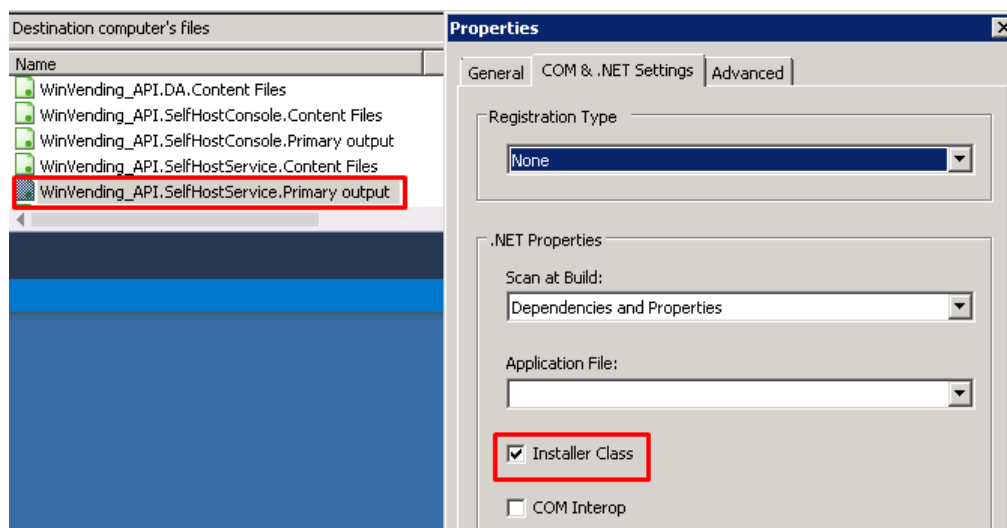 Destination computer's files
Name
WinVending_API.DA.Content Files
WinVending_API.SelfHostConsole.Content Files
WinVending_API.SelfHostConsole.Primary output
WinVending_API.SelfHostService.Content Files
WinVending_API.SelfHostService.Primary output
Properties
General COM & .NET Settings Advanced
Registration Type
None
.NET Properties
Scan at Build:
Dependencies and Properties
Application File:
Installer Class
COM Interop